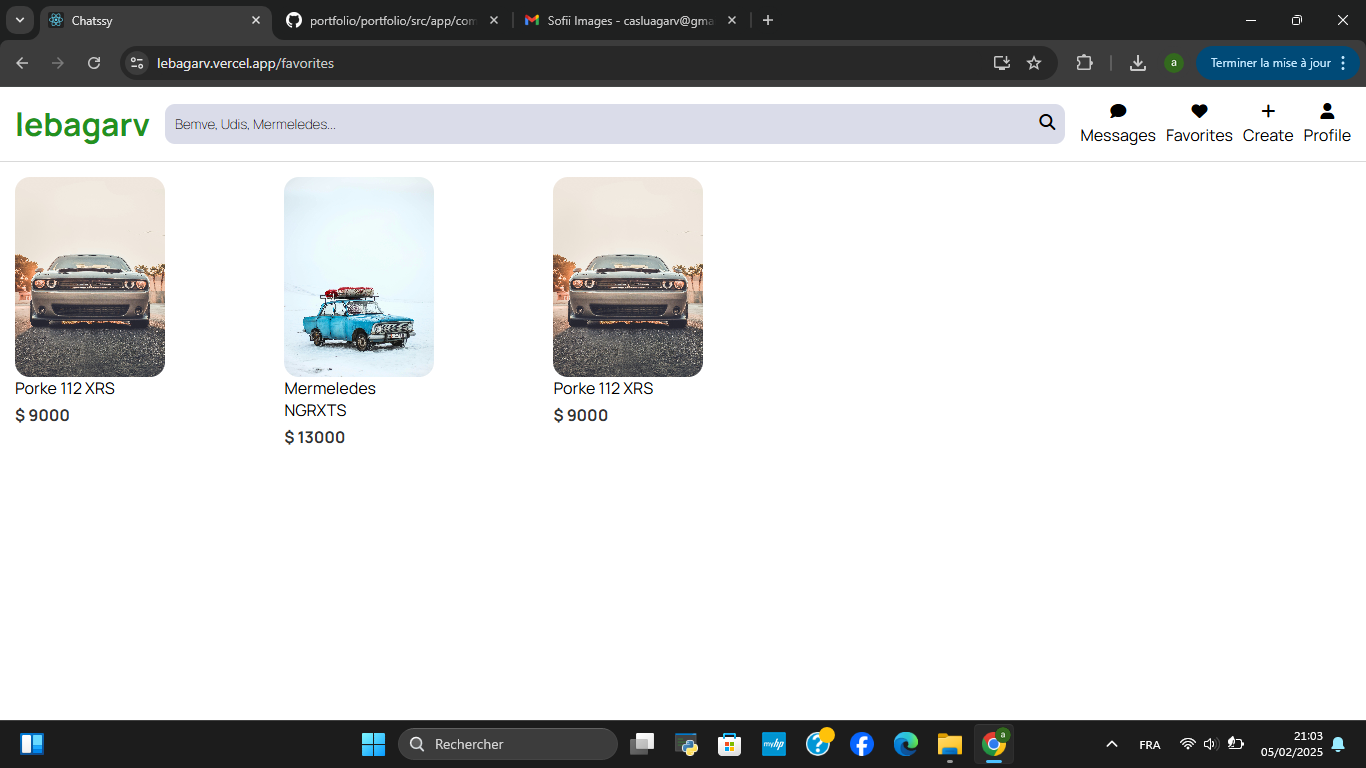 Chatssy
portfolio/portfolio/src/app/com
Sofii Images - casluagarv@gma
lebagarv.vercel.app/favorites
a
Terminer la mise à jour
lebagarv
Bemve, Udis, Mermeledes...
Messages
Favorites
Create
Profile
Porke 112 XRS
$ 9000
Mermeledes
NGRXTS
$ 13000
Porke 112 XRS
$ 9000
Rechercher
myhp
a
FRA
21:03
05/02/2025